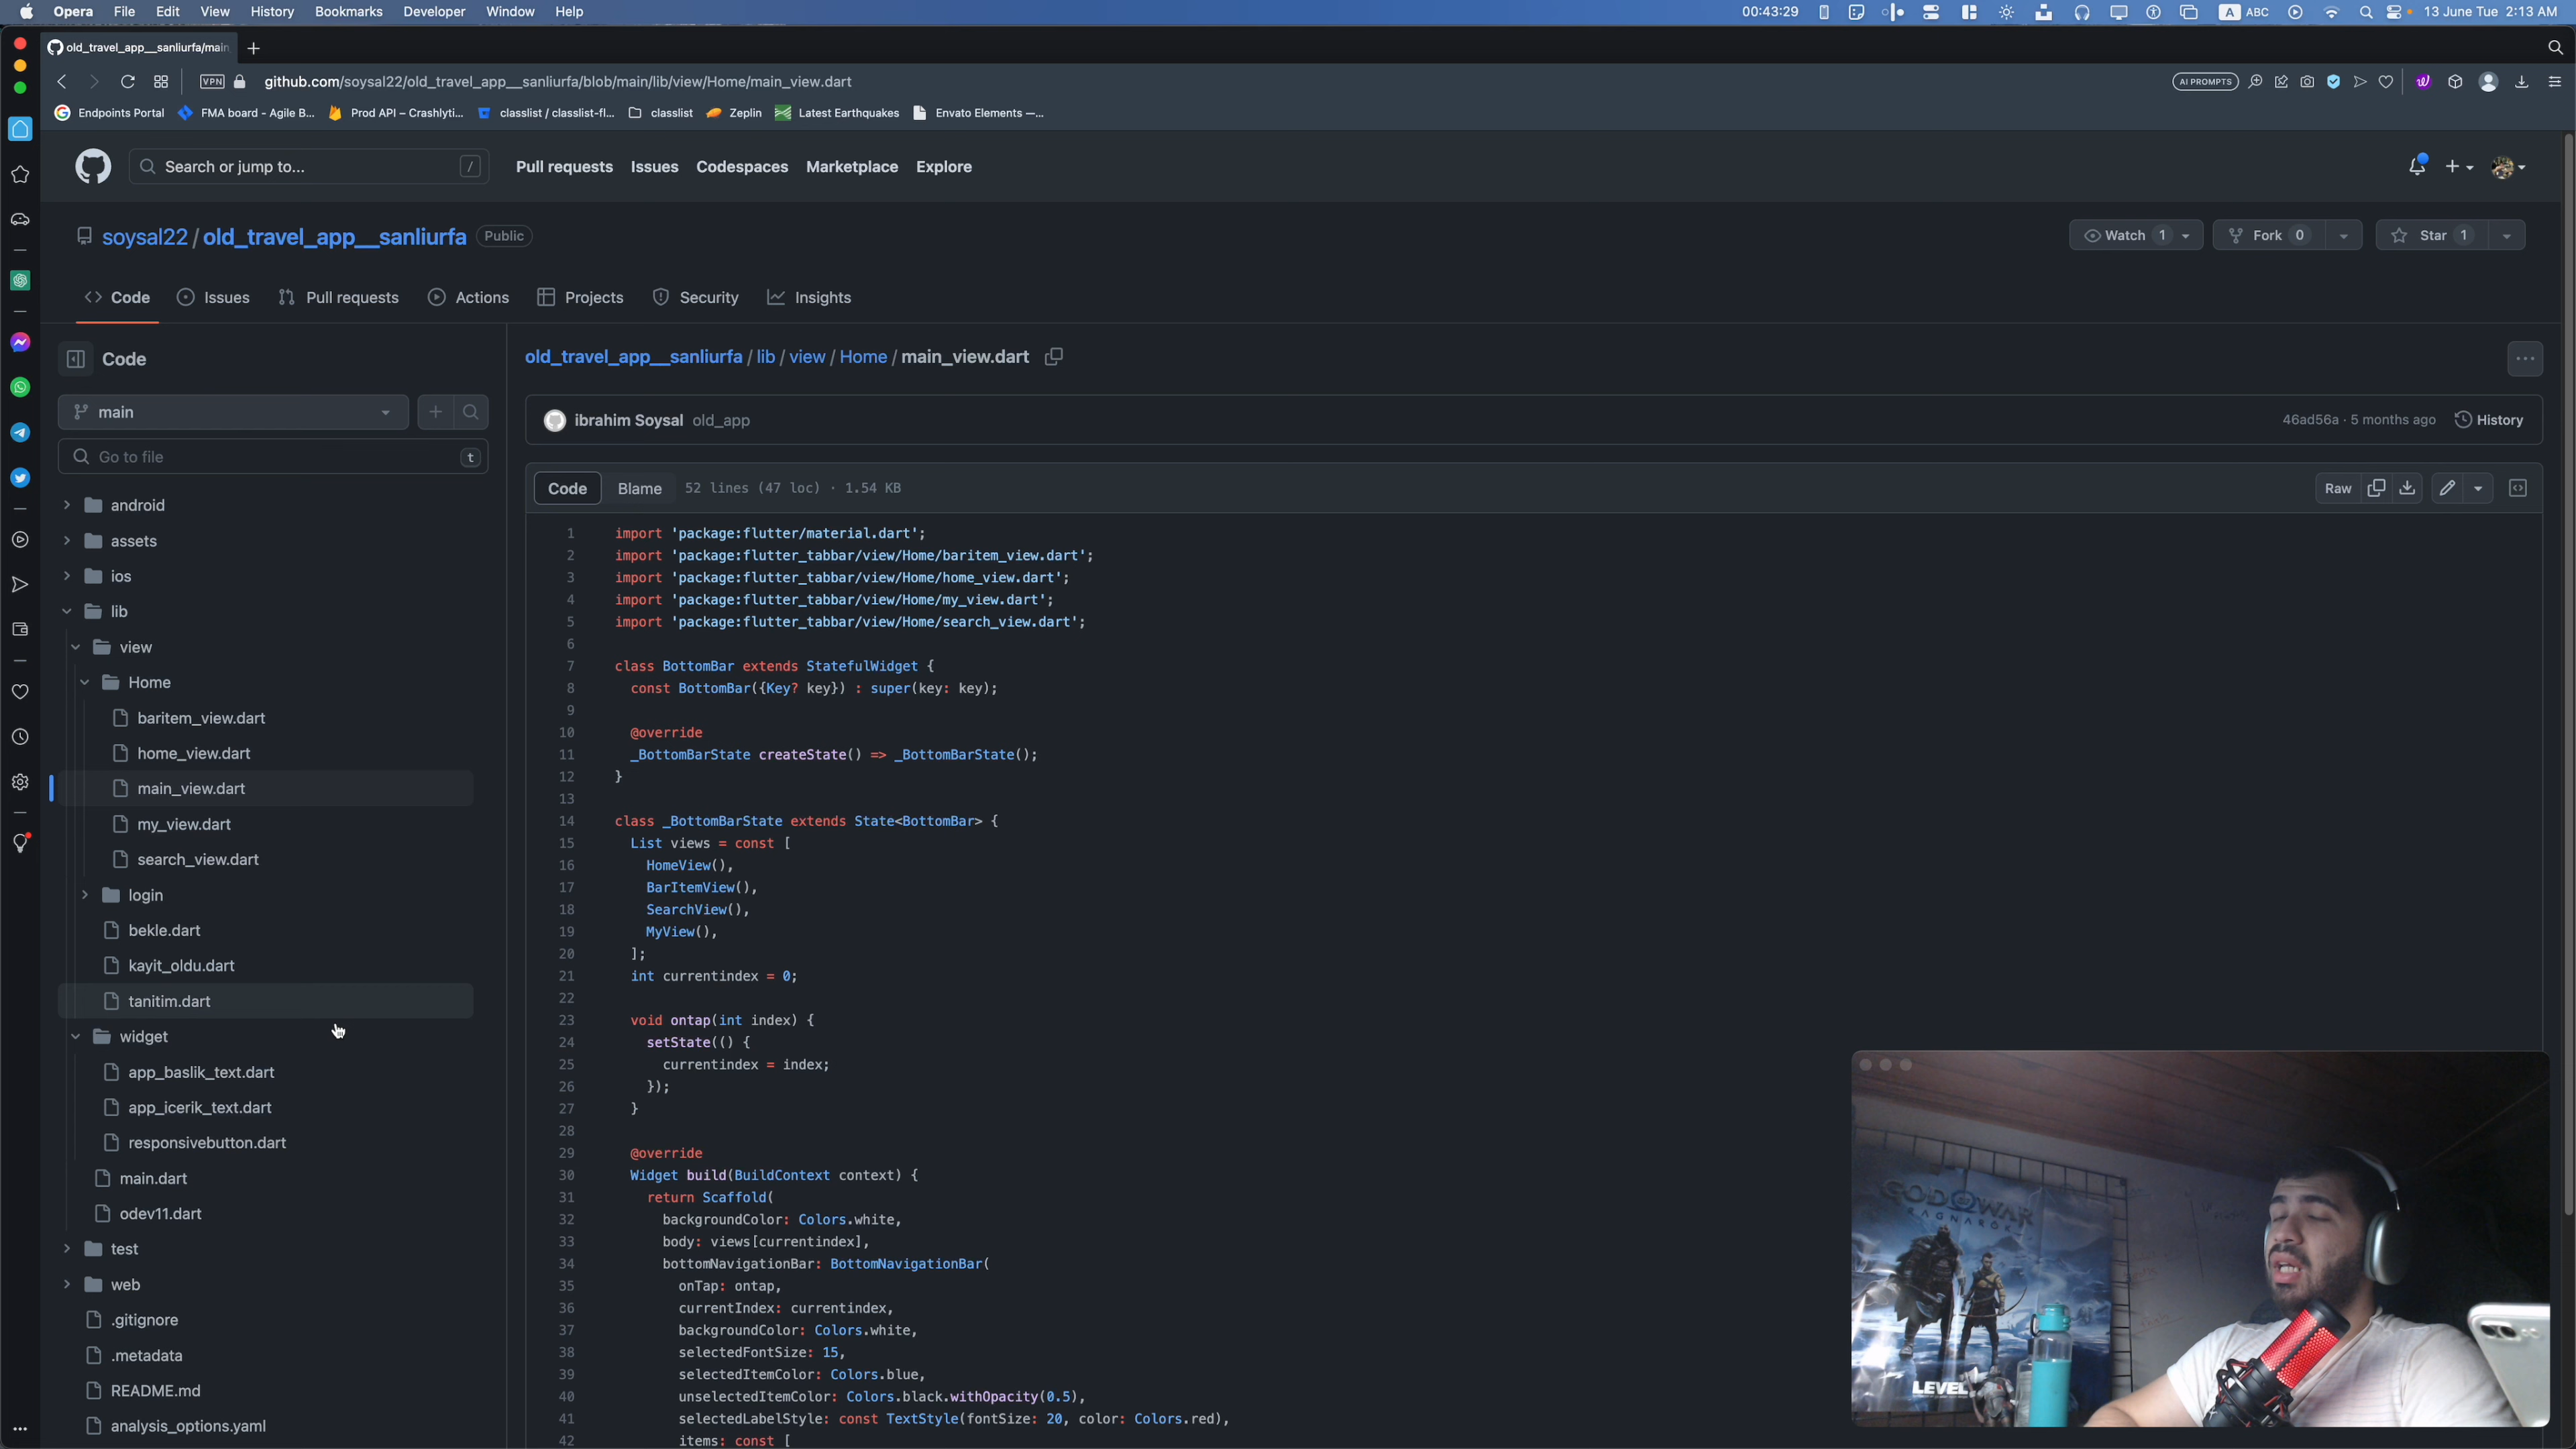 Opera File Edit View History Bookmarks Developer Window Help 00:43:29 A ABC 13 June Tue 2:13 AM
old_travel_app__sanliurfa/main
VPN github.com/soysal22/old_travel_app__sanliurfa/blob/main/lib/view/Home/main_view.dart AI PROMPTS
Endpoints Portal FMA board - Agile B... Prod API – Crashlyti... classlist / classlist-fl... classlist Zeplin Latest Earthquakes Envato Elements —...
Search or jump to... / Pull requests Issues Codespaces Marketplace Explore
soysal22 / old_travel_app__sanliurfa Public Watch 1 Fork 0 Star 1
Code Issues Pull requests Actions Projects Security Insights
Code
main
Go to file t
android
assets
ios
lib
view
Home
baritem_view.dart
home_view.dart
main_view.dart
my_view.dart
search_view.dart
login
bekle.dart
kayit_oldu.dart
tanitim.dart
widget
app_baslik_text.dart
app_icerik_text.dart
responsivebutton.dart
main.dart
odev11.dart
test
web
.gitignore
.metadata
README.md
analysis_options.yaml
old_travel_app__sanliurfa / lib / view / Home / main_view.dart
ibrahim Soysal old_app 46ad56a · 5 months ago History
Code Blame 52 lines (47 loc) · 1.54 KB Raw
1 import 'package:flutter/material.dart';
2 import 'package:flutter_tabbar/view/Home/baritem_view.dart';
3 import 'package:flutter_tabbar/view/Home/home_view.dart';
4 import 'package:flutter_tabbar/view/Home/my_view.dart';
5 import 'package:flutter_tabbar/view/Home/search_view.dart';
6
7 class BottomBar extends StatefulWidget {
8 const BottomBar({Key? key}) : super(key: key);
9
10 @override
11 _BottomBarState createState() => _BottomBarState();
12 }
13
14 class _BottomBarState extends State<BottomBar> {
15 List views = const [
16 HomeView(),
17 BarItemView(),
18 SearchView(),
19 MyView(),
20 ];
21 int currentindex = 0;
22
23 void ontap(int index) {
24 setState(() {
25 currentindex = index;
26 });
27 }
28
29 @override
30 Widget build(BuildContext context) {
31 return Scaffold(
32 backgroundColor: Colors.white,
33 body: views[currentindex],
34 bottomNavigationBar: BottomNavigationBar(
35 onTap: ontap,
36 currentIndex: currentindex,
37 backgroundColor: Colors.white,
38 selectedFontSize: 15,
39 selectedItemColor: Colors.blue,
40 unselectedItemColor: Colors.black.withOpacity(0.5),
41 selectedLabelStyle: const TextStyle(fontSize: 20, color: Colors.red),
42 items: const [
GOD OF WAR
RAGNARÖK
LEVEL